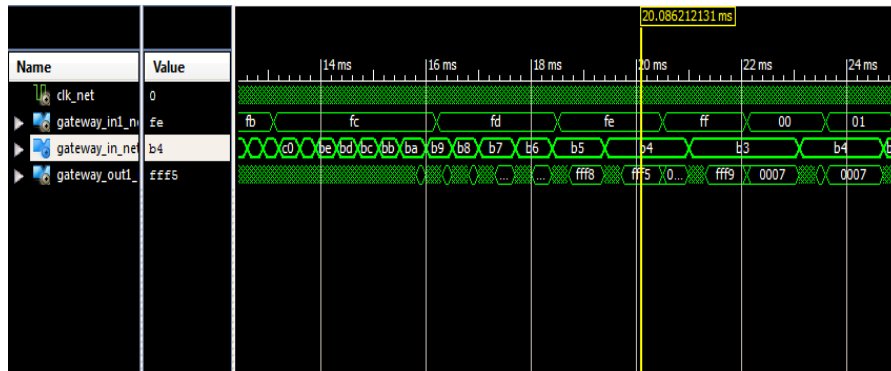 20.086212131 ms
Name Value 14 ms 16 ms 18 ms 20 ms 22 ms 24 ms
clk_net 0
gateway_in1_n fe fb fc fd fe ff 00 01
gateway_in_net b4 c0 be bd bc bb ba b9 b8 b7 b6 b5 b4 b3 b4
gateway_out1_ fff5 ... ... fff8 fff5 0... fff9 0007 0007